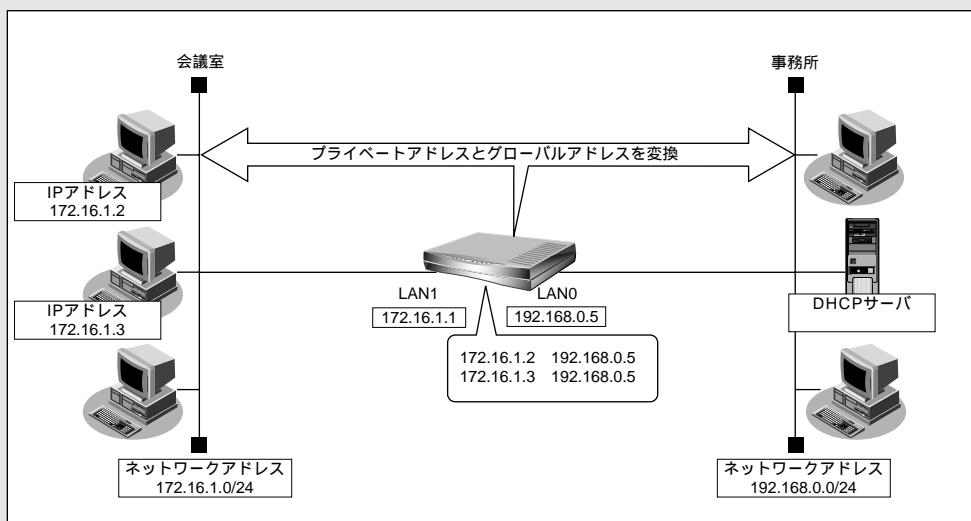 会議室
事務所
プライベートアドレスとグローバルアドレスを変換
IPアドレス
172.16.1.2
IPアドレス
172.16.1.3
LAN1
172.16.1.1
LAN0
192.168.0.5
DHCPサーバ
172.16.1.2 192.168.0.5
172.16.1.3 192.168.0.5
ネットワークアドレス
172.16.1.0/24
ネットワークアドレス
192.168.0.0/24